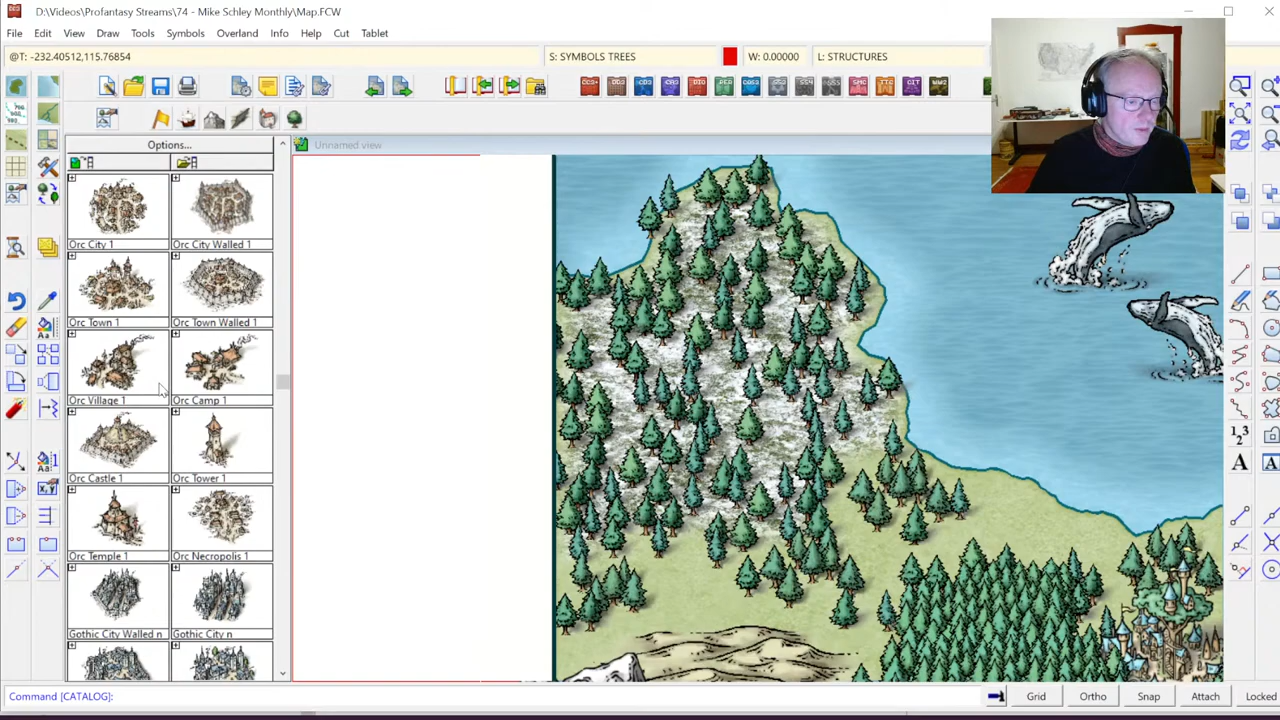 D:\Videos\Profantasy Streams\74 - Mike Schley Monthly\Map.FCW
File Edit View Draw Tools Symbols Overland Info Help Cut Tablet
@T: -232.40512,115.76854 S: SYMBOLS TREES W: 0.00000 L: STRUCTURES
Options...
Unnamed view
Orc City 1 Orc City Walled 1
Orc Town 1 Orc Town Walled 1
Orc Village 1 Orc Camp 1
Orc Castle 1 Orc Tower 1
Orc Temple 1 Orc Necropolis 1
Gothic City Walled n Gothic City n
Command [CATALOG]: Grid Ortho Snap Attach Locked